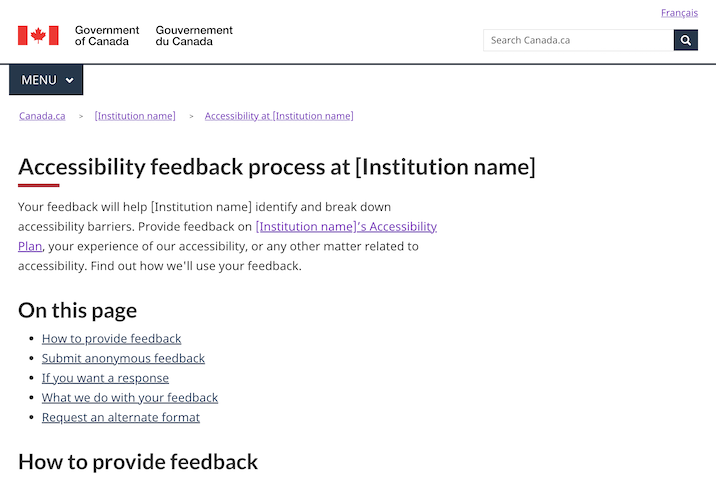 Français
Government of Canada
Gouvernement du Canada
Search Canada.ca
MENU
Canada.ca > [Institution name] > Accessibility at [Institution name]
Accessibility feedback process at [Institution name]
Your feedback will help [Institution name] identify and break down
accessibility barriers. Provide feedback on [Institution name]'s Accessibility
Plan, your experience of our accessibility, or any other matter related to
accessibility. Find out how we'll use your feedback.
On this page
• How to provide feedback
• Submit anonymous feedback
• If you want a response
• What we do with your feedback
• Request an alternate format
How to provide feedback